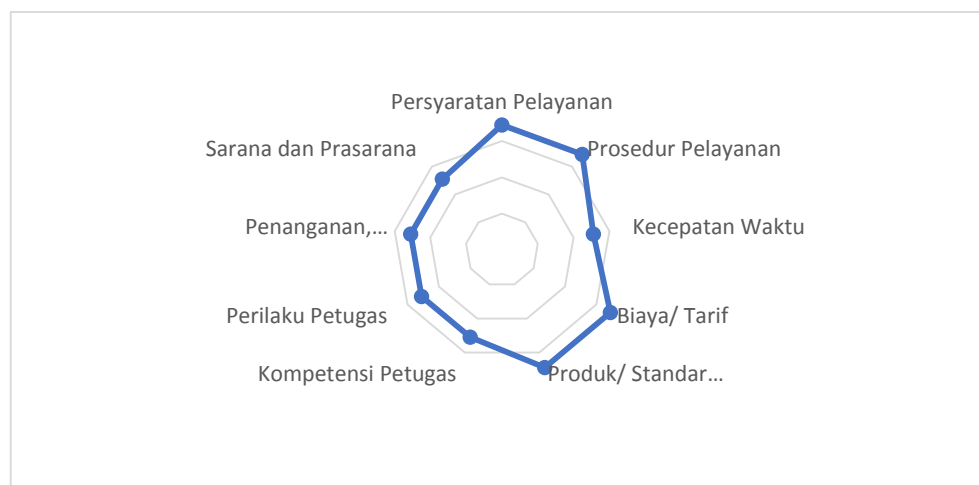 Persyaratan Pelayanan
Prosedur Pelayanan
Kecepatan Waktu
Biaya/ Tarif
Produk/ Standar...
Kompetensi Petugas
Perilaku Petugas
Penanganan,...
Sarana dan Prasarana